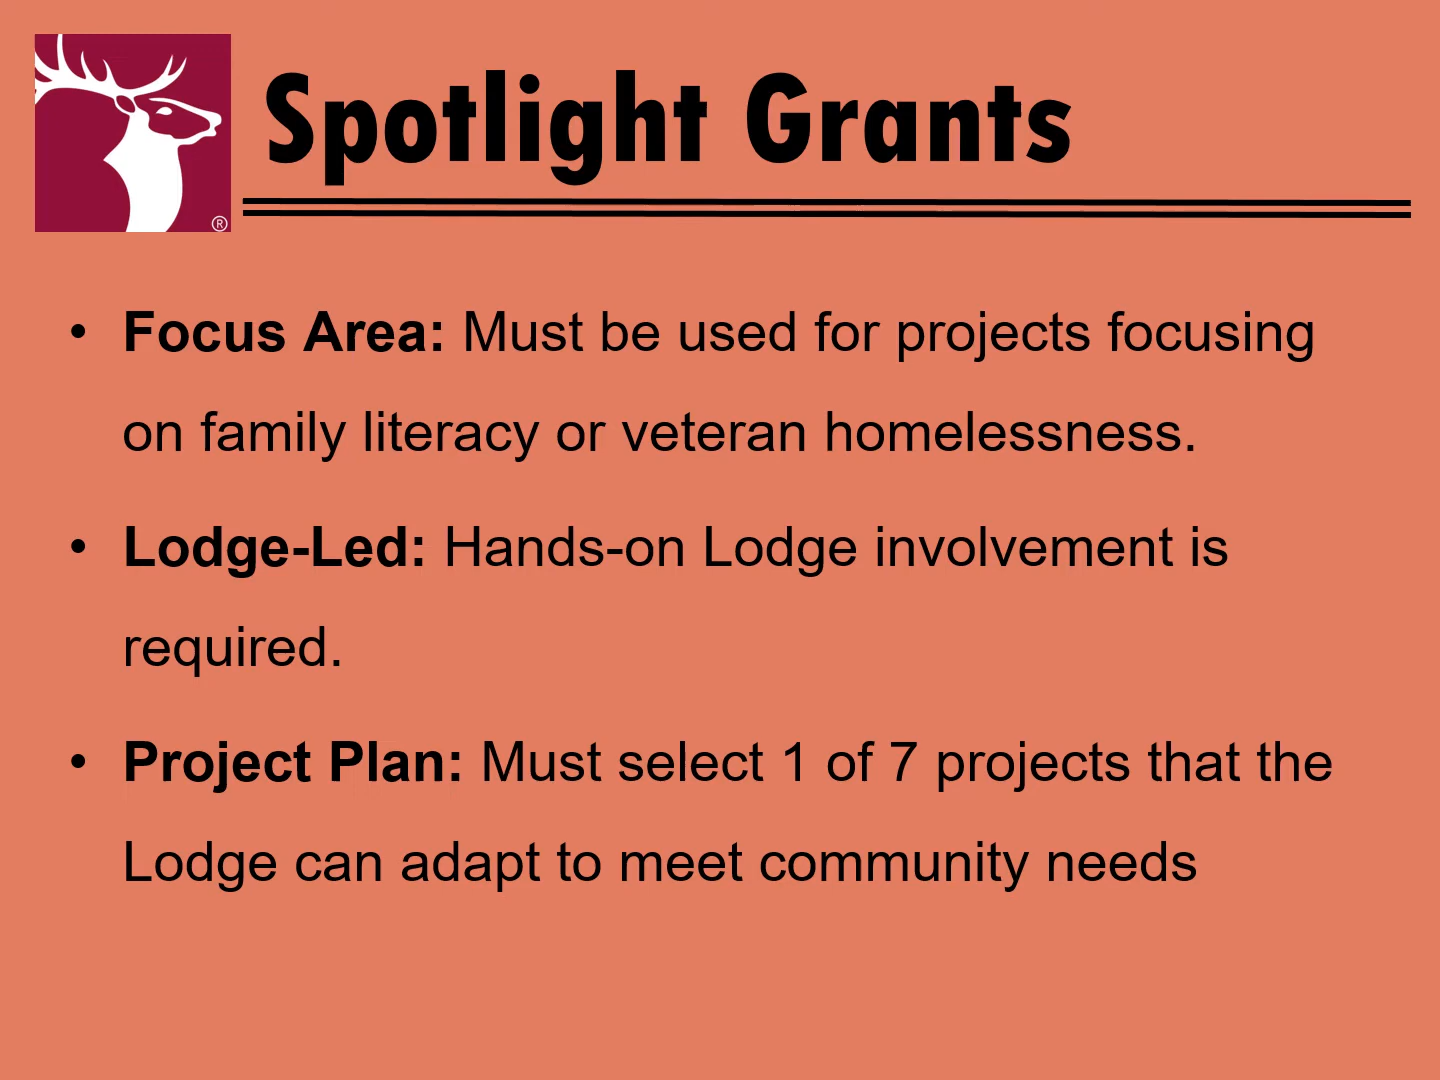 Spotlight Grants
®
• Focus Area: Must be used for projects focusing
on family literacy or veteran homelessness.
• Lodge-Led: Hands-on Lodge involvement is
required.
• Project Plan: Must select 1 of 7 projects that the
Lodge can adapt to meet community needs